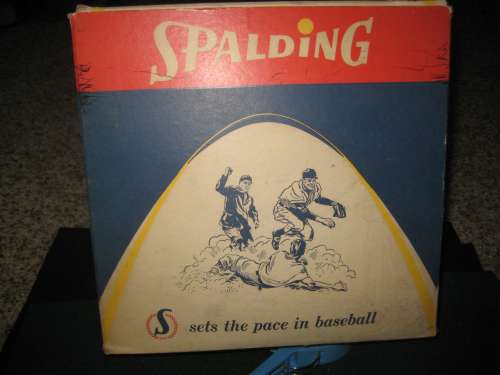 SPALDiNG
S sets the pace in baseball